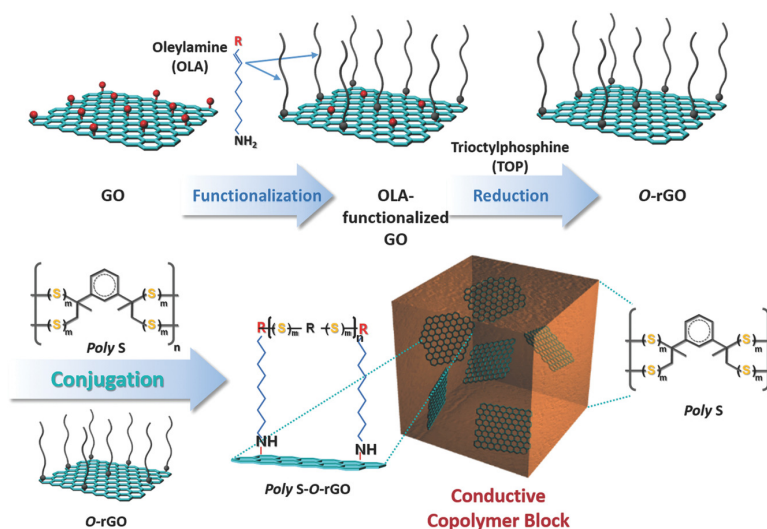 Oleylamine
(OLA)
R
NH₂
GO
Functionalization
OLA-
functionalized
GO
Trioctylphosphine
(TOP)
Reduction
O-rGO
(S)m (S)m
(S)m (S)m
n
Poly S
Conjugation
O-rGO
R (S)m R (S)m R
n
NH NH
Poly S-O-rGO
Conductive
Copolymer Block
(S)m (S)m
(S)m (S)m
Poly S